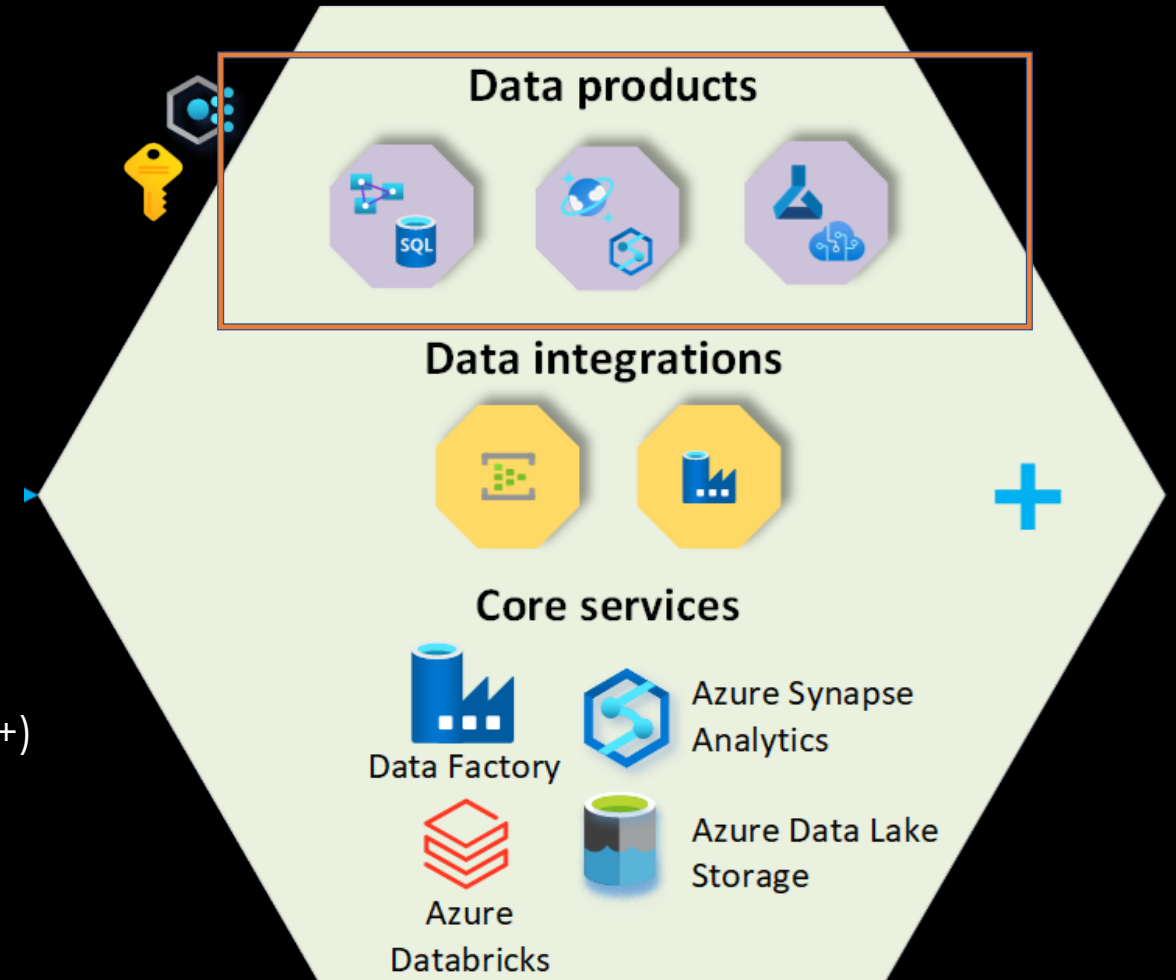 Data products
SQL
Data integrations
Core services
Data Factory
Azure Synapse
Analytics
+)
Azure
Databricks
Azure Data Lake
Storage